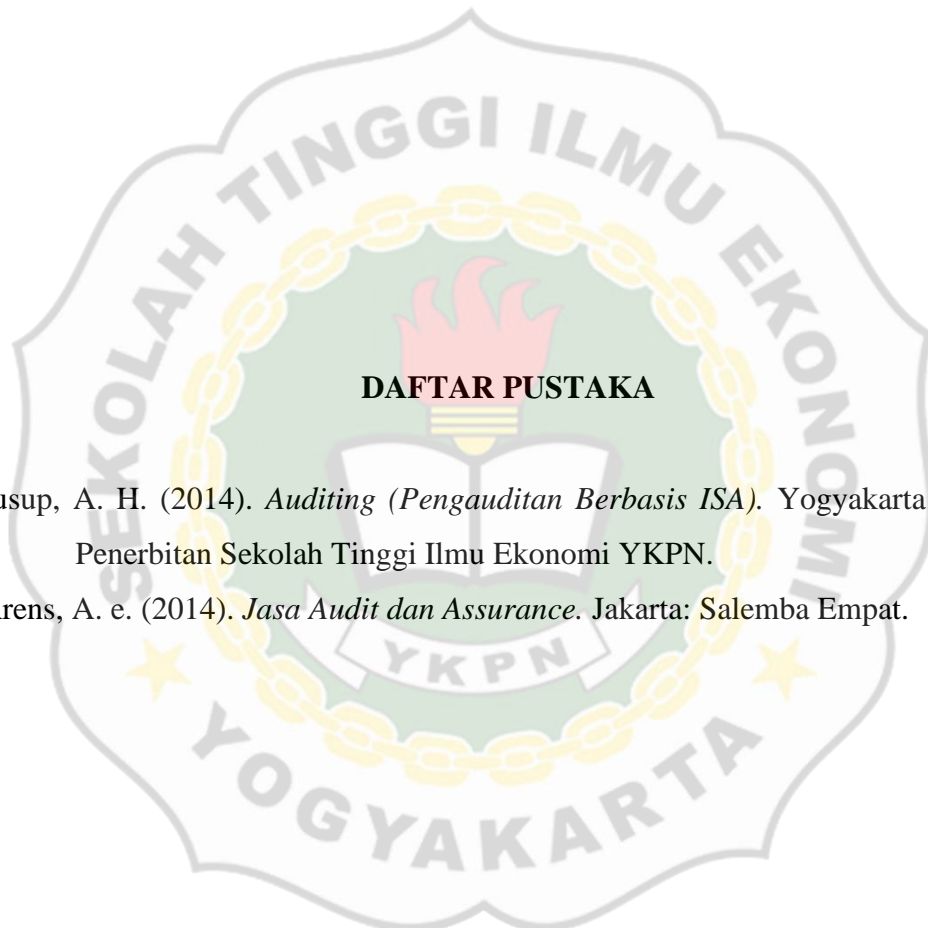 SEKOLAH TINGGI ILMU EKONOMI
DAFTAR PUSTAKA
usup, A. H. (2014). Auditing (Pengauditan Berbasis ISA). Yogyakarta
Penerbitan Sekolah Tinggi Ilmu Ekonomi YKPN.
rens, A. e. (2014). Jasa Audit dan Assurance. Jakarta: Salemba Empat.
YKPN
YOGYAKARTA